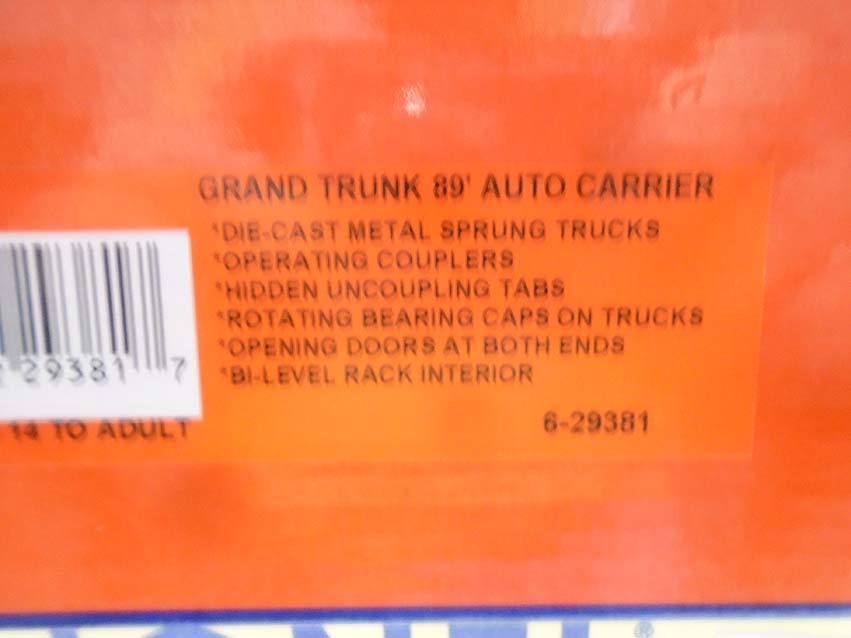 GRAND TRUNK 89' AUTO CARRIER
*DIE-CAST METAL SPRUNG TRUCKS
*OPERATING COUPLERS
*HIDDEN UNCOUPLING TABS
*ROTATING BEARING CAPS ON TRUCKS
*OPENING DOORS AT BOTH ENDS
*BI-LEVEL RACK INTERIOR
29381 7
14 TO ADULT
6-29381